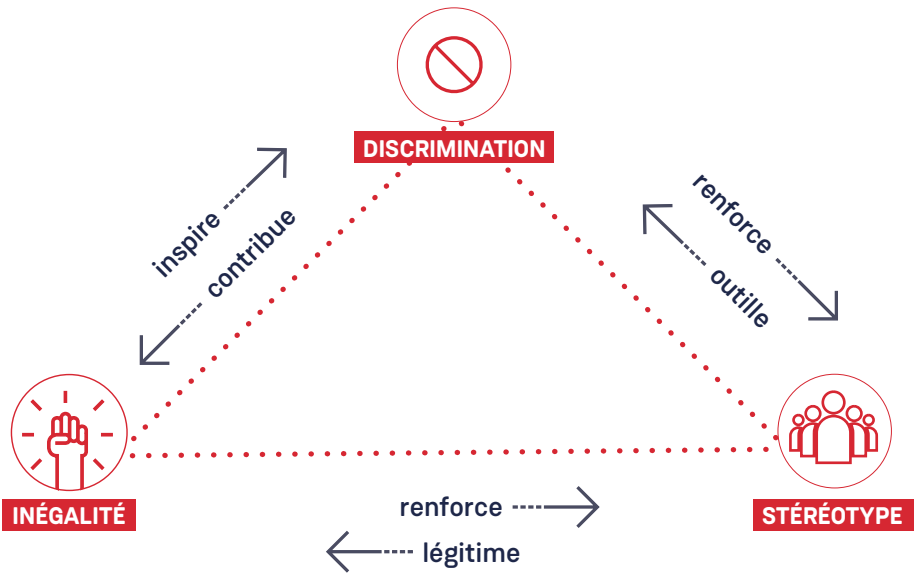 DISCRIMINATION
inspire
contribue
renforce
outille
INÉGALITÉ
STÉRÉOTYPE
renforce
légitime